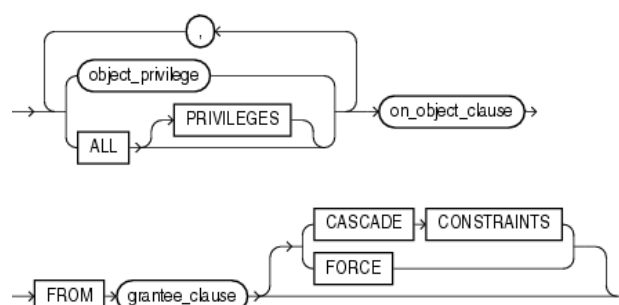 ,
object_privilege
PRIVILEGES
ALL
on_object_clause
CASCADE CONSTRAINTS
FORCE
FROM grantee_clause